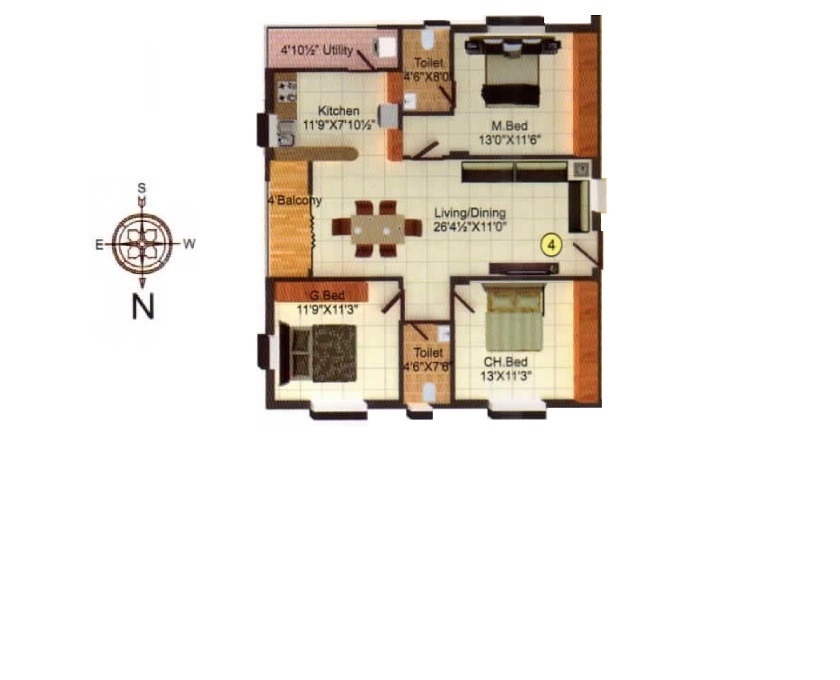 4'10½" Utility
Toilet
4'6"X8'0
Kitchen
11'9"X7'10½"
M.Bed
13'0"X11'6"
4'Balcony
Living/Dining
26'4½"X11'0"
4
S
E
W
N
G.Bed
11'9"X11'3"
Toilet
4'6"X7'6"
CH.Bed
13'X11'3"